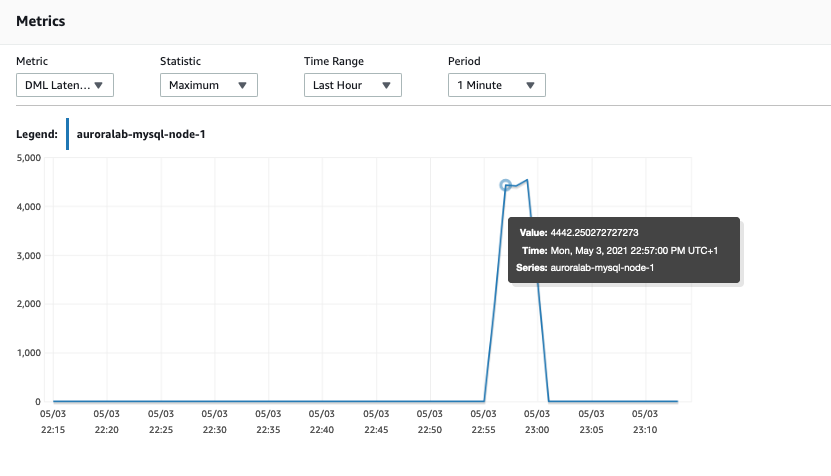 Metrics
Metric Statistic Time Range Period
DML Laten... Maximum Last Hour 1 Minute
Legend: auroralab-mysql-node-1
5,000
4,000
Value: 4442.250272727273
Time: Mon, May 3, 2021 22:57:00 PM UTC+1
3,000
Series: auroralab-mysql-node-1
2,000
1,000
0
05/03 05/03 05/03 05/03 05/03 05/03 05/03 05/03 05/03 05/03 05/03 05/03
22:15 22:20 22:25 22:30 22:35 22:40 22:45 22:50 22:55 23:00 23:05 23:10